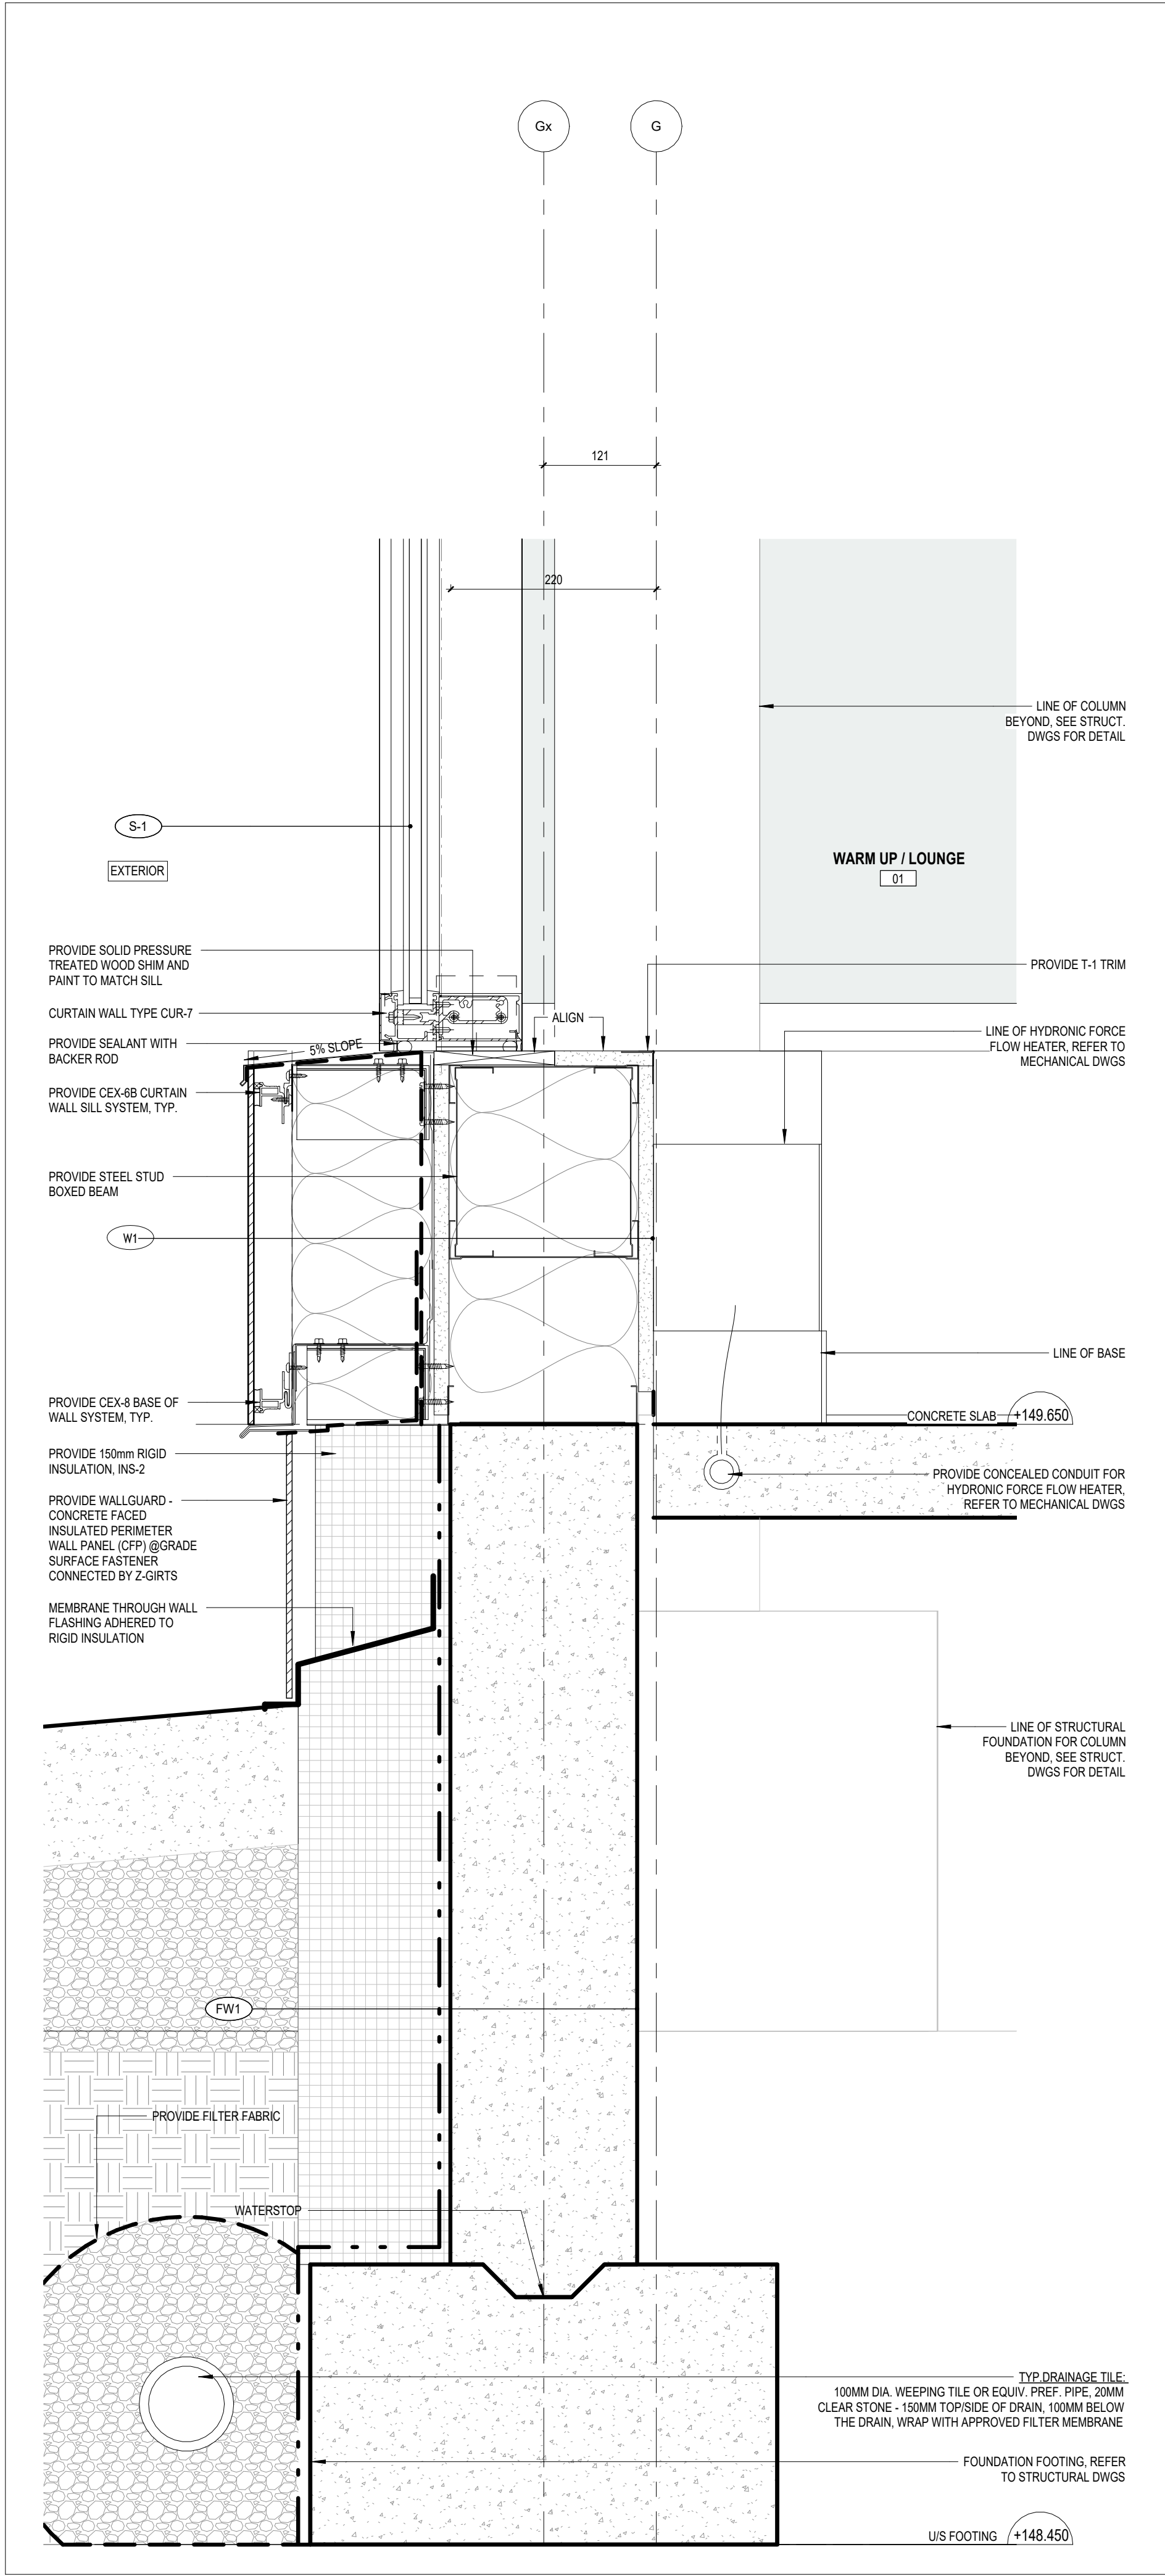 Gx
G
121
220
LINE OF COLUMN
BEYOND, SEE STRUCT.
DWGS FOR DETAIL
S-1
EXTERIOR
WARM UP / LOUNGE
01
PROVIDE SOLID PRESSURE
TREATED WOOD SHIM AND
PAINT TO MATCH SILL
PROVIDE T-1 TRIM
CURTAIN WALL TYPE CUR-7
ALIGN
LINE OF HYDRONIC FORCE
FLOW HEATER, REFER TO
MECHANICAL DWGS
PROVIDE SEALANT WITH
BACKER ROD
5% SLOPE
PROVIDE CEX-6B CURTAIN
WALL SILL SYSTEM, TYP.
PROVIDE STEEL STUD
BOXED BEAM
W1
LINE OF BASE
PROVIDE CEX-8 BASE OF
WALL SYSTEM, TYP.
CONCRETE SLAB
+149.650
PROVIDE 150mm RIGID
INSULATION, INS-2
PROVIDE CONCEALED CONDUIT FOR
HYDRONIC FORCE FLOW HEATER,
REFER TO MECHANICAL DWGS
PROVIDE WALLGUARD -
CONCRETE FACED
INSULATED PERIMETER
WALL PANEL (CFP) @GRADE
SURFACE FASTENER
CONNECTED BY Z-GIRTS
MEMBRANE THROUGH WALL
FLASHING ADHERED TO
RIGID INSULATION
LINE OF STRUCTURAL
FOUNDATION FOR COLUMN
BEYOND, SEE STRUCT.
DWGS FOR DETAIL
FW1
PROVIDE FILTER FABRIC
WATERSTOP
TYP.DRAINAGE TILE:
100MM DIA. WEEPING TILE OR EQUIV. PREF. PIPE, 20MM
CLEAR STONE - 150MM TOP/SIDE OF DRAIN, 100MM BELOW
THE DRAIN, WRAP WITH APPROVED FILTER MEMBRANE
FOUNDATION FOOTING, REFER
TO STRUCTURAL DWGS
U/S FOOTING
+148.450